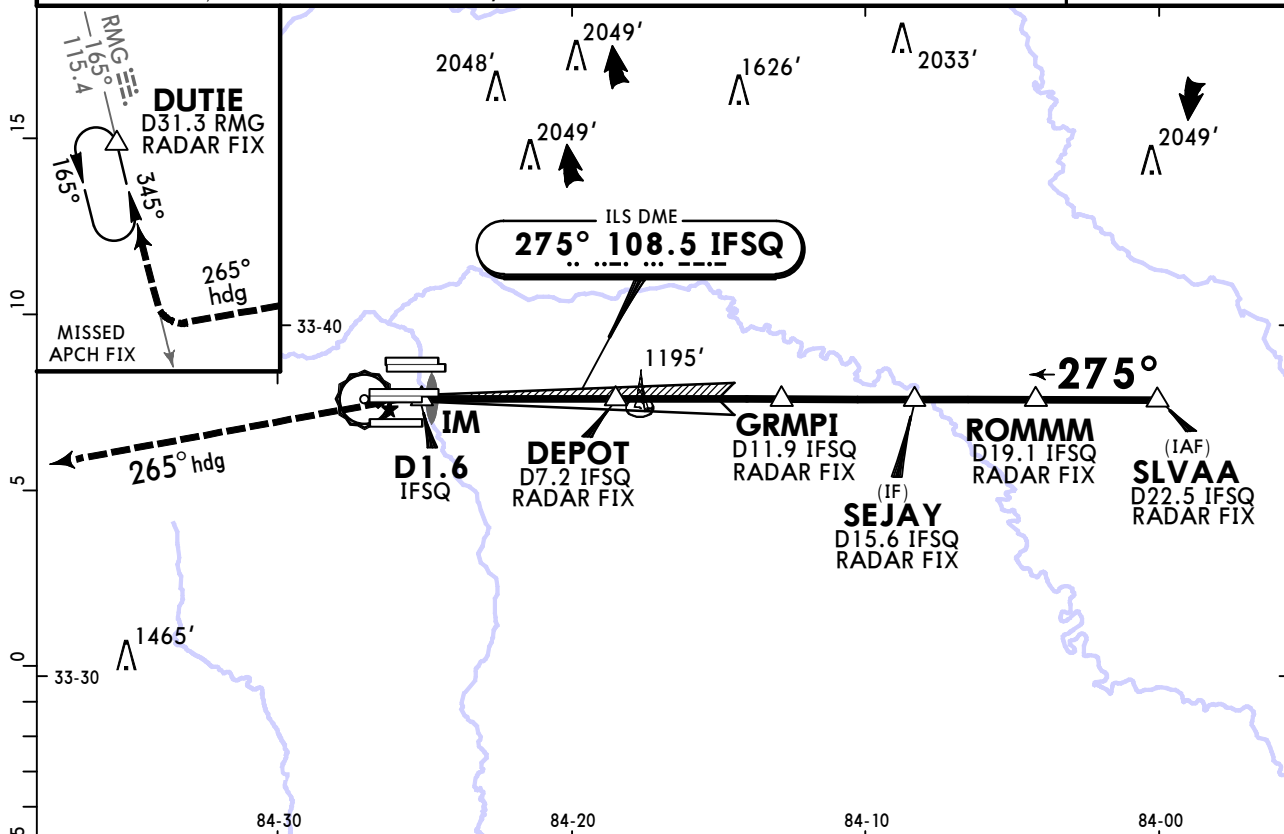 RMG
165°
115.4
DUTIE
D31.3 RMG
RADAR FIX
165°
345°
265°
hdg
MISSED
APCH FIX
2049'
2048'
1626'
2033'
2049'
2049'
15
10
5
0
5
33-40
33-30
ILS DME
275° 108.5 IFSQ
1195'
275°
265° hdg
IM
D1.6
IFSQ
DEPOT
D7.2 IFSQ
RADAR FIX
GRMPI
D11.9 IFSQ
RADAR FIX
(IF)
SEJAY
D15.6 IFSQ
RADAR FIX
ROMMM
D19.1 IFSQ
RADAR FIX
(IAF)
SLVAA
D22.5 IFSQ
RADAR FIX
1465'
84-30
84-20
84-10
84-00